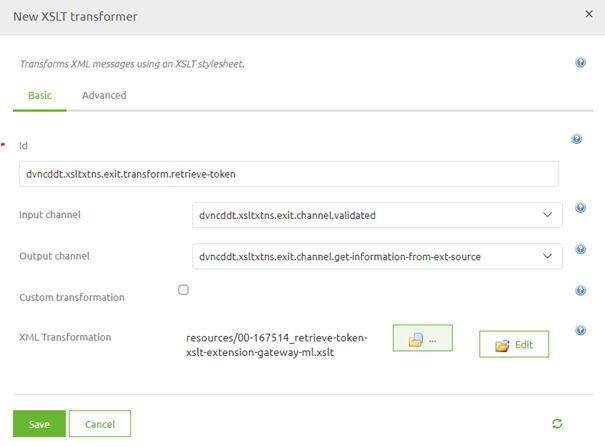 New XSLT transformer
×
Transforms XML messages using an XSLT stylesheet.
Basic Advanced
* Id
dvncddt.xsltxtns.exit.transform.retrieve-token
Input channel
dvncddt.xsltxtns.exit.channel.validated
Output channel
dvncddt.xsltxtns.exit.channel.get-information-from-ext-source
Custom transformation
XML Transformation
resources/00-167514_retrieve-token-
xslt-extension-gateway-ml.xslt
...
Edit
Save Cancel